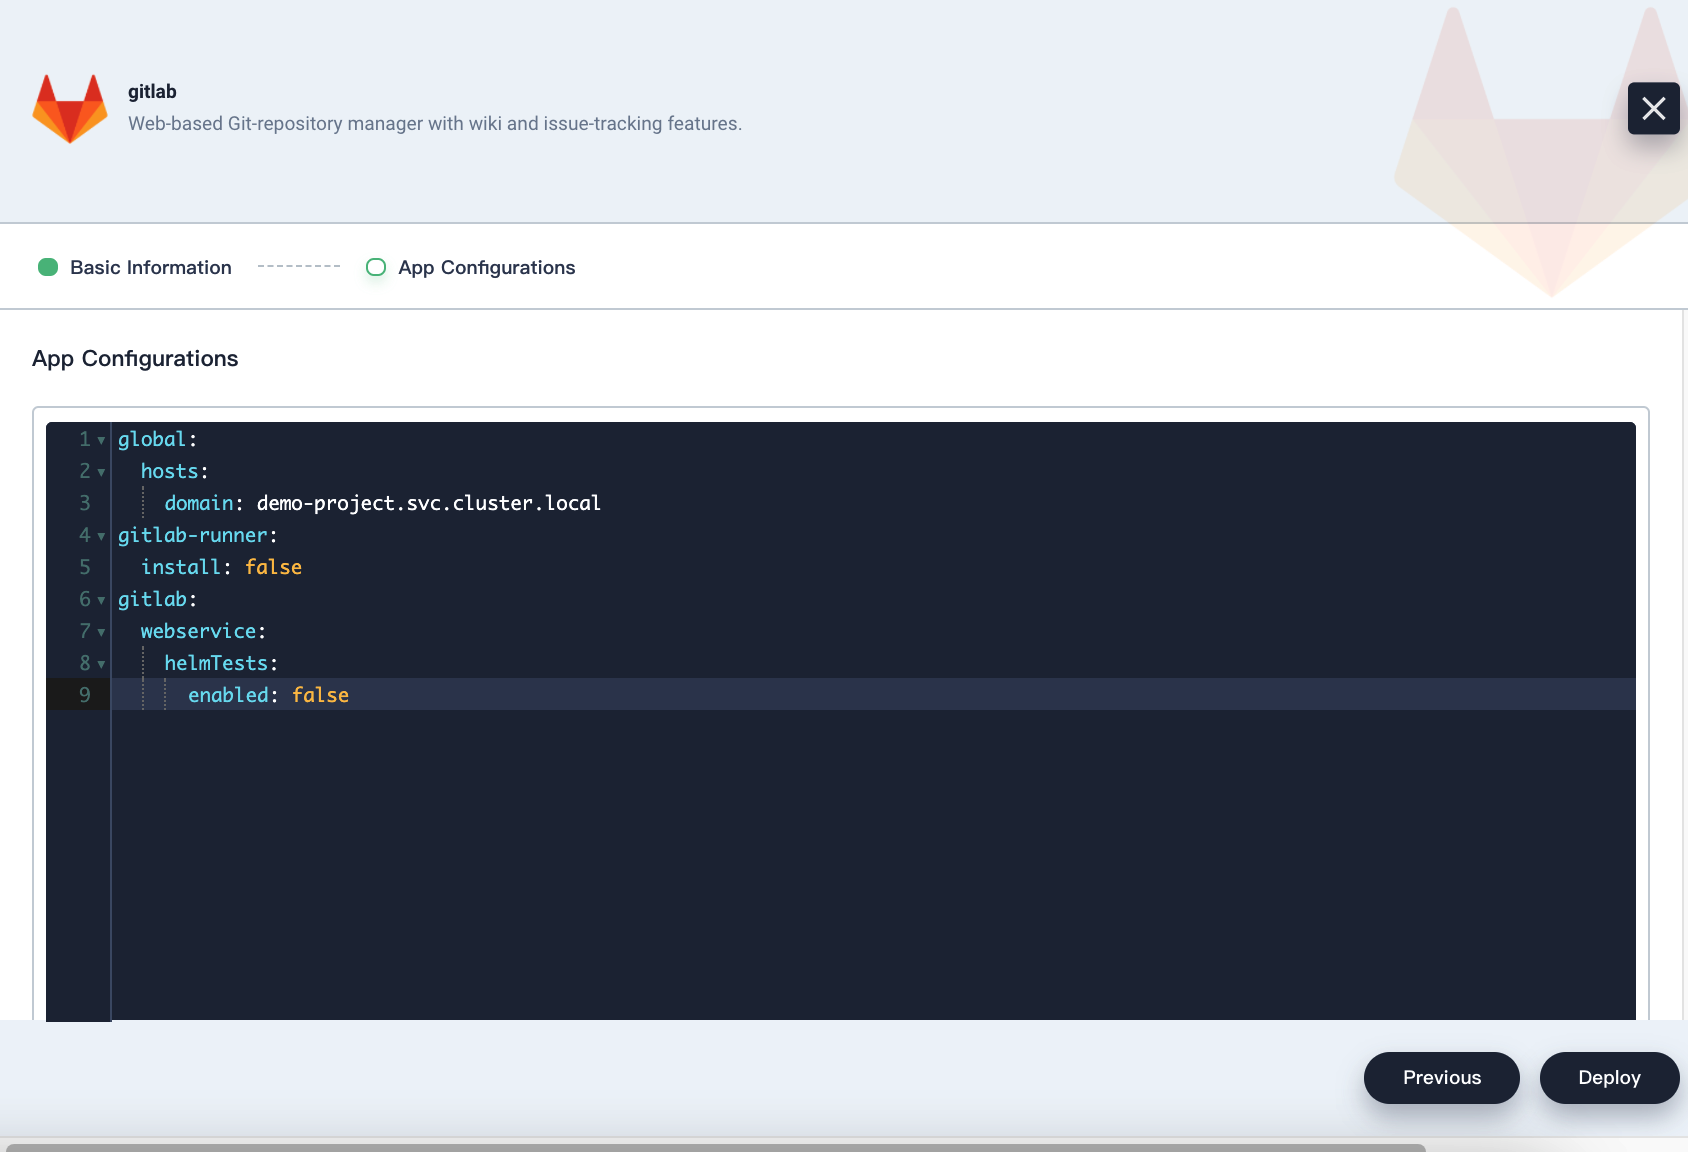 gitlab
Web-based Git-repository manager with wiki and issue-tracking features.
Basic Information
App Configurations
App Configurations
1 global:
2   hosts:
3     domain: demo-project.svc.cluster.local
4 gitlab-runner:
5   install: false
6 gitlab:
7   webservice:
8     helmTests:
9       enabled: false
Previous
Deploy